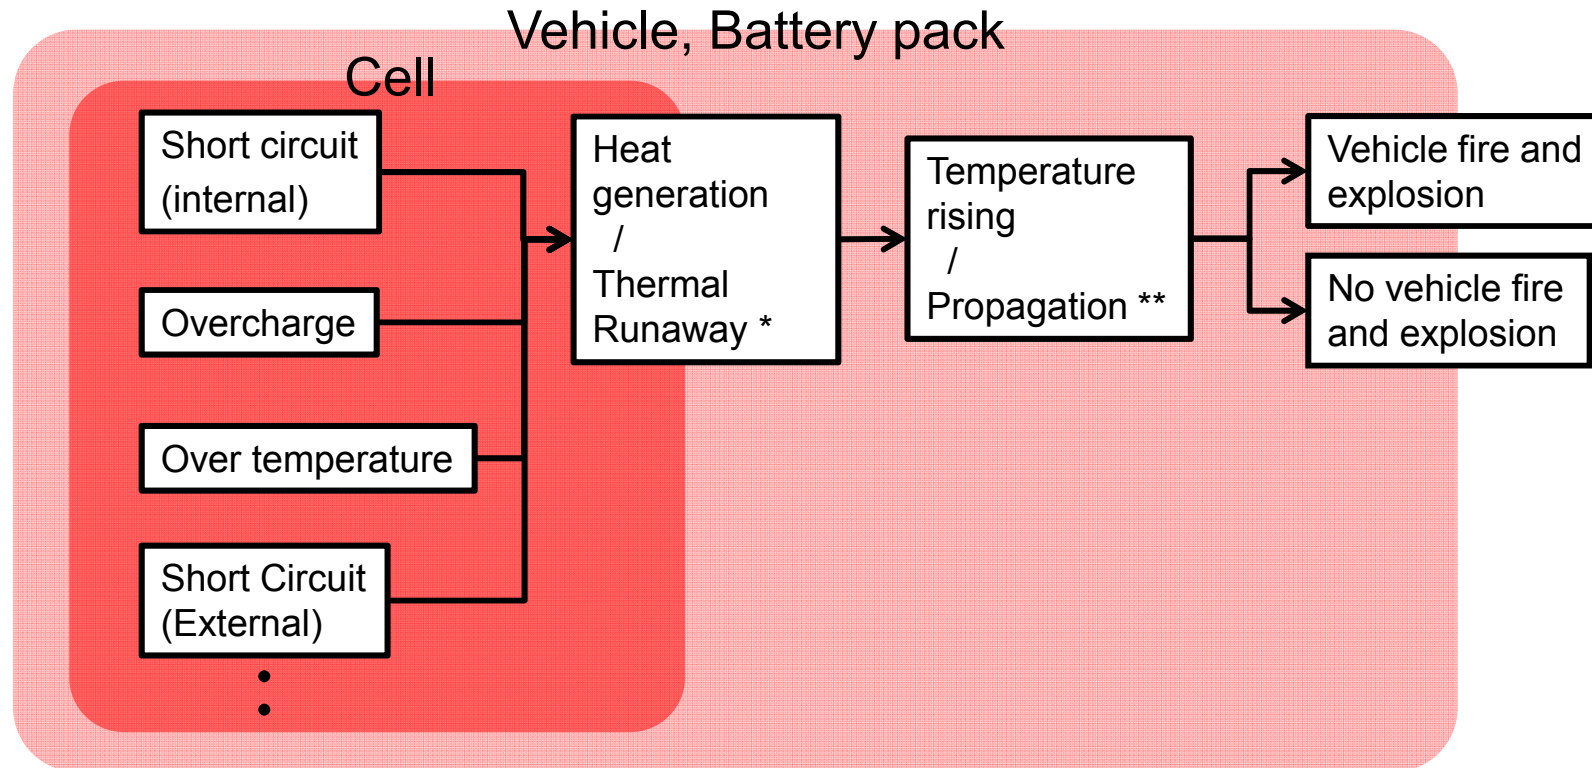 Vehicle, Battery pack
Cell
Short circuit
(internal)
Overcharge
Over temperature
Short Circuit
(External)
Heat
generation
/
Thermal
Runaway *
Temperature
rising
/
Propagation **
Vehicle fire and
explosion
No vehicle fire
and explosion